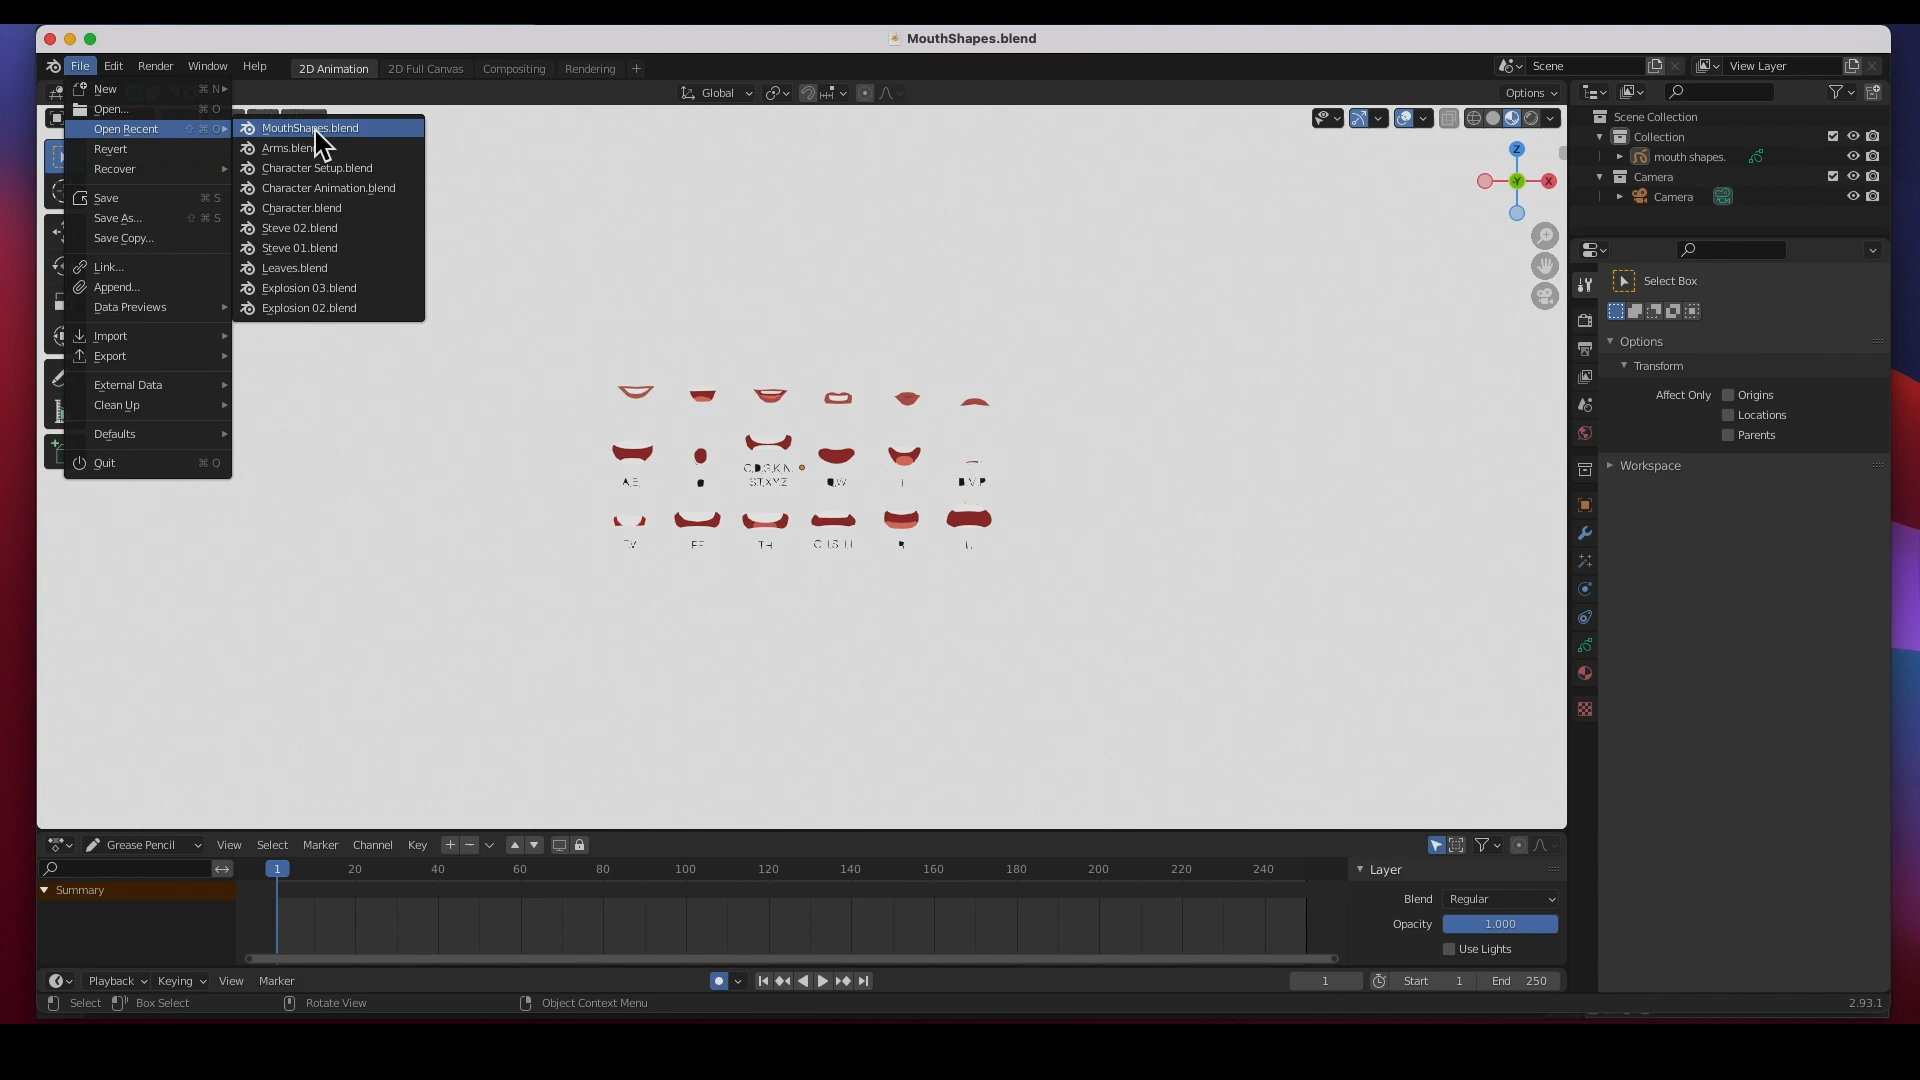 MouthShapes.blend
File Edit Render Window Help 2D Animation 2D Full Canvas Compositing Rendering + Scene View Layer
Global Options
New ⌘ N
Open... ⌘ O
Open Recent ⇧ ⌘ O
Revert
Recover
Save ⌘ S
Save As... ⇧ ⌘ S
Save Copy...
Link...
Append...
Data Previews
Import
Export
External Data
Clean Up
Defaults
Quit ⌘ Q
MouthShapes.blend
Arms.blend
Character Setup.blend
Character Animation.blend
Character.blend
Steve 02.blend
Steve 01.blend
Leaves.blend
Explosion 03.blend
Explosion 02.blend
Z
Y X
TH
Scene Collection
Collection
mouth shapes.
Camera
Camera
Select Box
Options
Transform
Affect Only Origins
Locations
Parents
Workspace
Grease Pencil View Select Marker Channel Key
1 20 40 60 80 100 120 140 160 180 200 220 240
Summary
Layer
Blend Regular
Opacity 1.000
Use Lights
Playback Keying View Marker 1 Start 1 End 250
Select Box Select Rotate View Object Context Menu 2.93.1